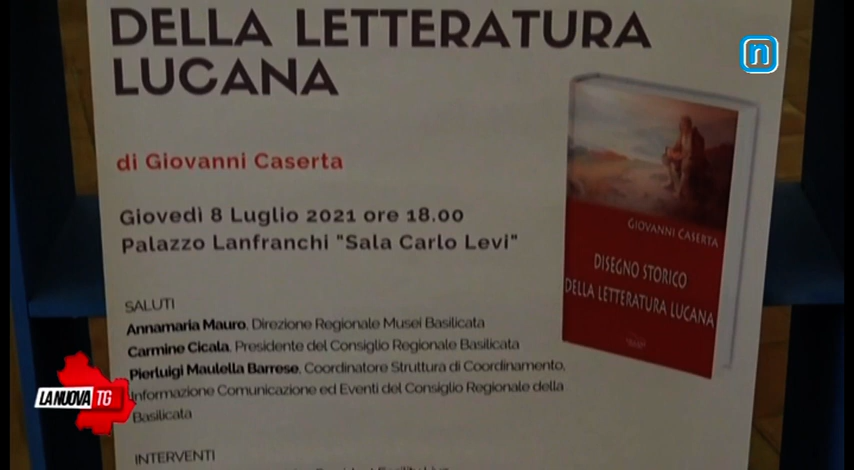 DELLA LETTERATURA
LUCANA
di Giovanni Caserta
Giovedì 8 Luglio 2021 ore 18.00
Palazzo Lanfranchi "Sala Carlo Levi"
SALUTI
Annamaria Mauro, Direzione Regionale Musei Basilicata
Carmine Cicala, Presidente del Consiglio Regionale Basilicata
Pierluigi Maulella Barrese, Coordinatore Struttura di Coordinamento,
Informazione Comunicazione ed Eventi del Consiglio Regionale della
Basilicata
INTERVENTI
GIOVANNI CASERTA
DISEGNO STORICO
DELLA LETTERATURA LUCANA
n
LA NUOVA TG